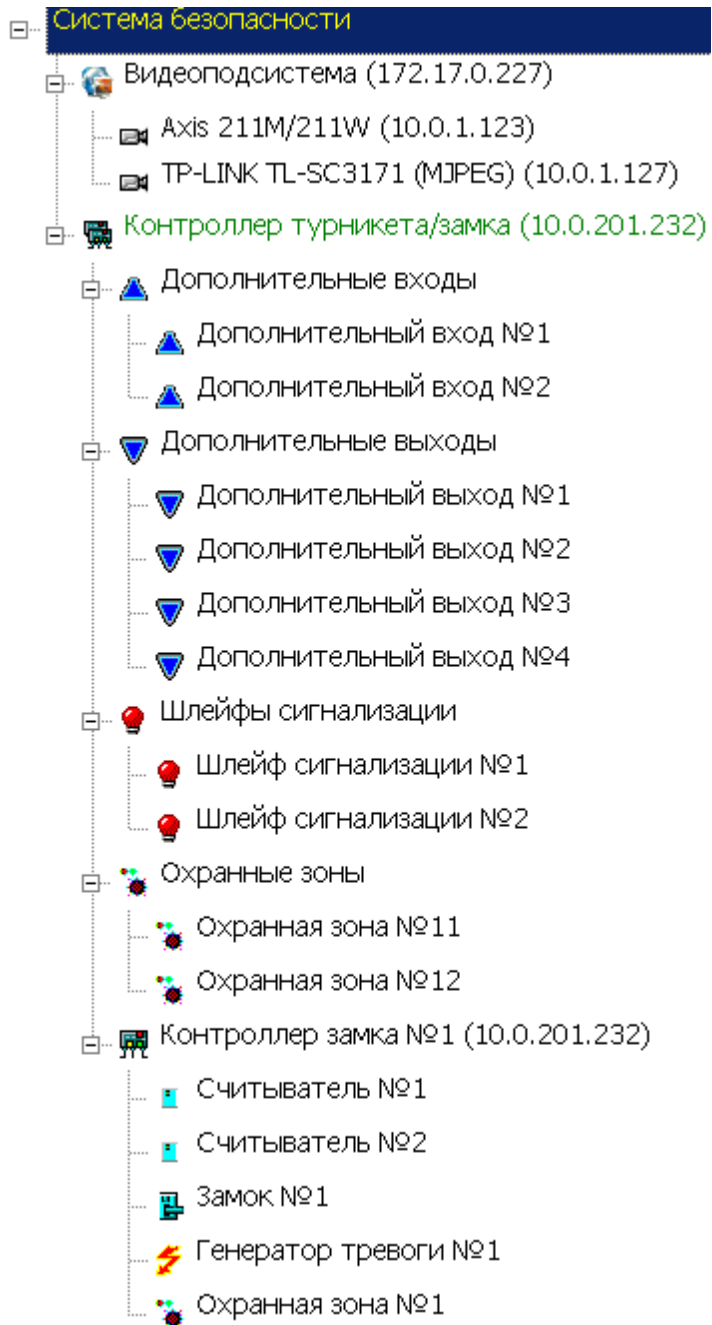 Система безопасности
Видеоподсистема (172.17.0.227)
Axis 211M/211W (10.0.1.123)
TP-LINK TL-SC3171 (MJPEG) (10.0.1.127)
Контроллер турникета/замка (10.0.201.232)
Дополнительные входы
Дополнительный вход №1
Дополнительный вход №2
Дополнительные выходы
Дополнительный выход №1
Дополнительный выход №2
Дополнительный выход №3
Дополнительный выход №4
Шлейфы сигнализации
Шлейф сигнализации №1
Шлейф сигнализации №2
Охранные зоны
Охранная зона №11
Охранная зона №12
Контроллер замка №1 (10.0.201.232)
Считыватель №1
Считыватель №2
Замок №1
Генератор тревоги №1
Охранная зона №1